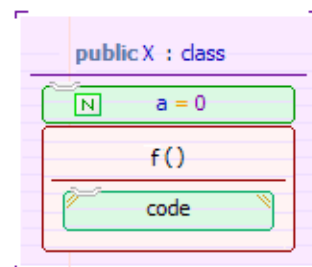 public X : class
N a = 0
f()
code